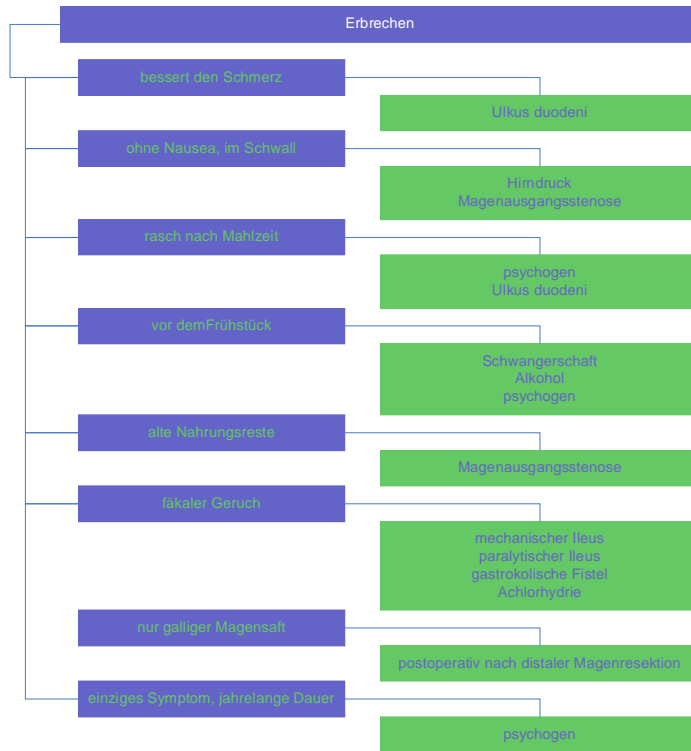 Erbrechen
bessert den Schmerz
Ulkus duodeni
ohne Nausea, im Schwall
Hirndruck
Magenausgangsstenose
rasch nach Mahlzeit
psychogen
Ulkus duodeni
vor demFrühstück
Schwangerschaft
Alkohol
psychogen
alte Nahrungsreste
Magenausgangsstenose
fäkaler Geruch
mechanischer Ileus
paralytischer Ileus
gastrokolische Fistel
Achlorhydrie
nur galliger Magensaft
postoperativ nach distaler Magenresektion
einziges Symptom, jahrelange Dauer
psychogen